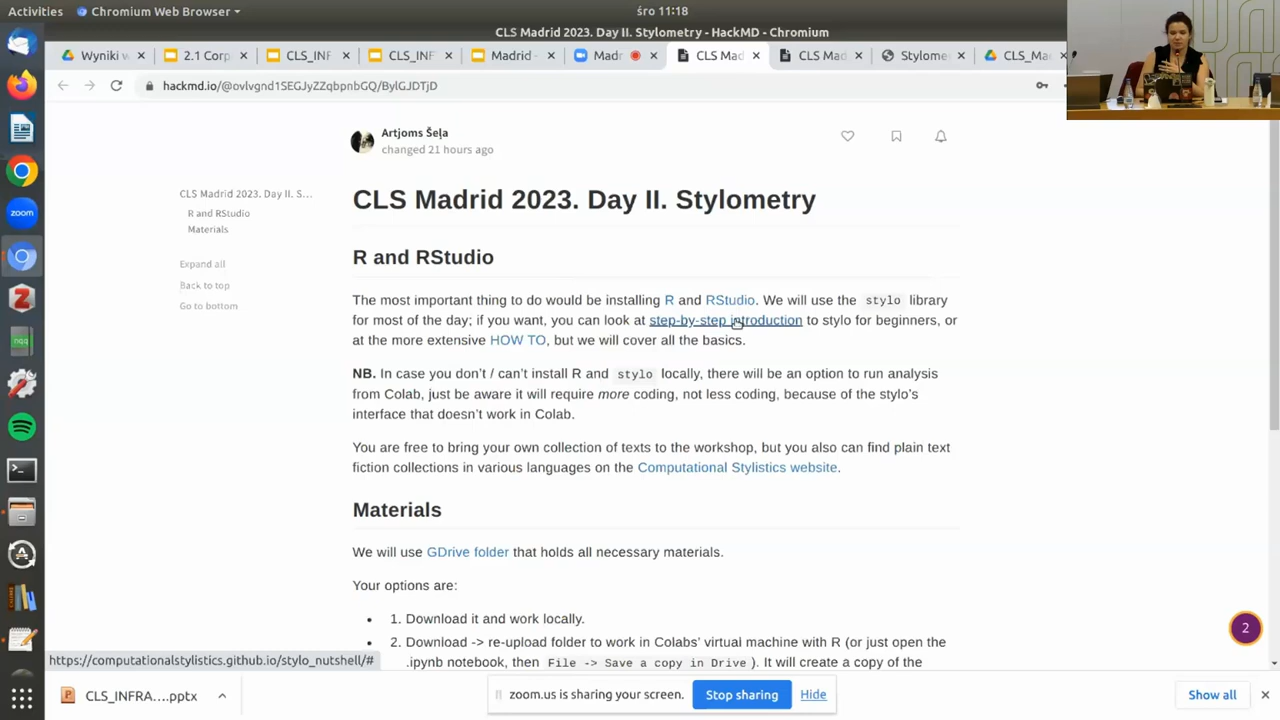 Activities
Chromium Web Browser
śro 11:18
CLS Madrid 2023. Day II. Stylometry - HackMD - Chromium
Wyniki w
2.1 Corp
CLS_INF
CLS_INF
Madrid -
Madr
CLS Mad
CLS Mad
Stylome
CLS_Ma
hackmd.io/@ovlvgnd1SEGJyZZqbpnbGQ/BylGJDTjD
Artjoms Šeļa
changed 21 hours ago
CLS Madrid 2023. Day II. S...
R and RStudio
Materials
Expand all
Back to top
Go to bottom
CLS Madrid 2023. Day II. Stylometry
R and RStudio
The most important thing to do would be installing R and RStudio. We will use the stylo library
for most of the day; if you want, you can look at step-by-step introduction to stylo for beginners, or
at the more extensive HOW TO, but we will cover all the basics.
NB. In case you don't / can't install R and stylo locally, there will be an option to run analysis
from Colab, just be aware it will require more coding, not less coding, because of the stylo's
interface that doesn't work in Colab.
You are free to bring your own collection of texts to the workshop, but you also can find plain text
fiction collections in various languages on the Computational Stylistics website.
Materials
We will use GDrive folder that holds all necessary materials.
Your options are:
1. Download it and work locally.
2. Download -> re-upload folder to work in Colabs' virtual machine with R (or just open the
.ipynb notebook, then File -> Save a copy in Drive). It will create a copy of the
2
https://computationalstylistics.github.io/stylo_nutshell/#
CLS_INFRA....pptx
zoom.us is sharing your screen.
Stop sharing
Hide
Show all
zoom
nqq